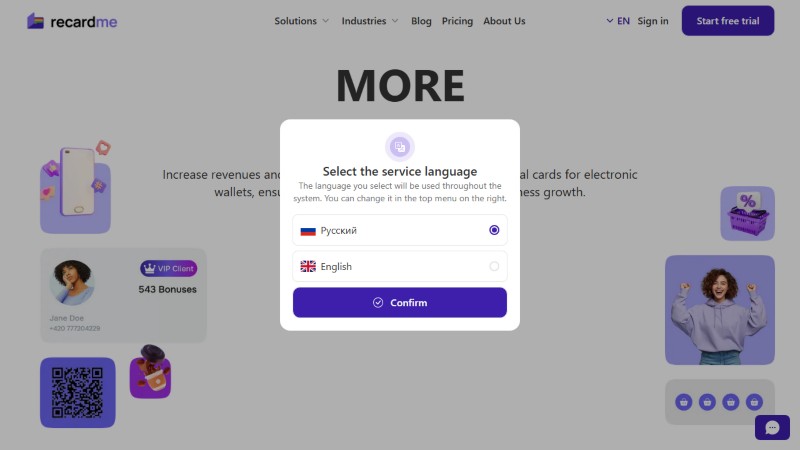 recardme
Solutions
Industries
Blog
Pricing
About Us
EN
Sign in
Start free trial
MORE
Increase revenues and
al cards for electronic
wallets, ensu
ness growth.
Select the service language
The language you select will be used throughout the
system. You can change it in the top menu on the right.
Русский
English
Confirm
VIP Client
543 Bonuses
Jane Doe
+420 777204226
%